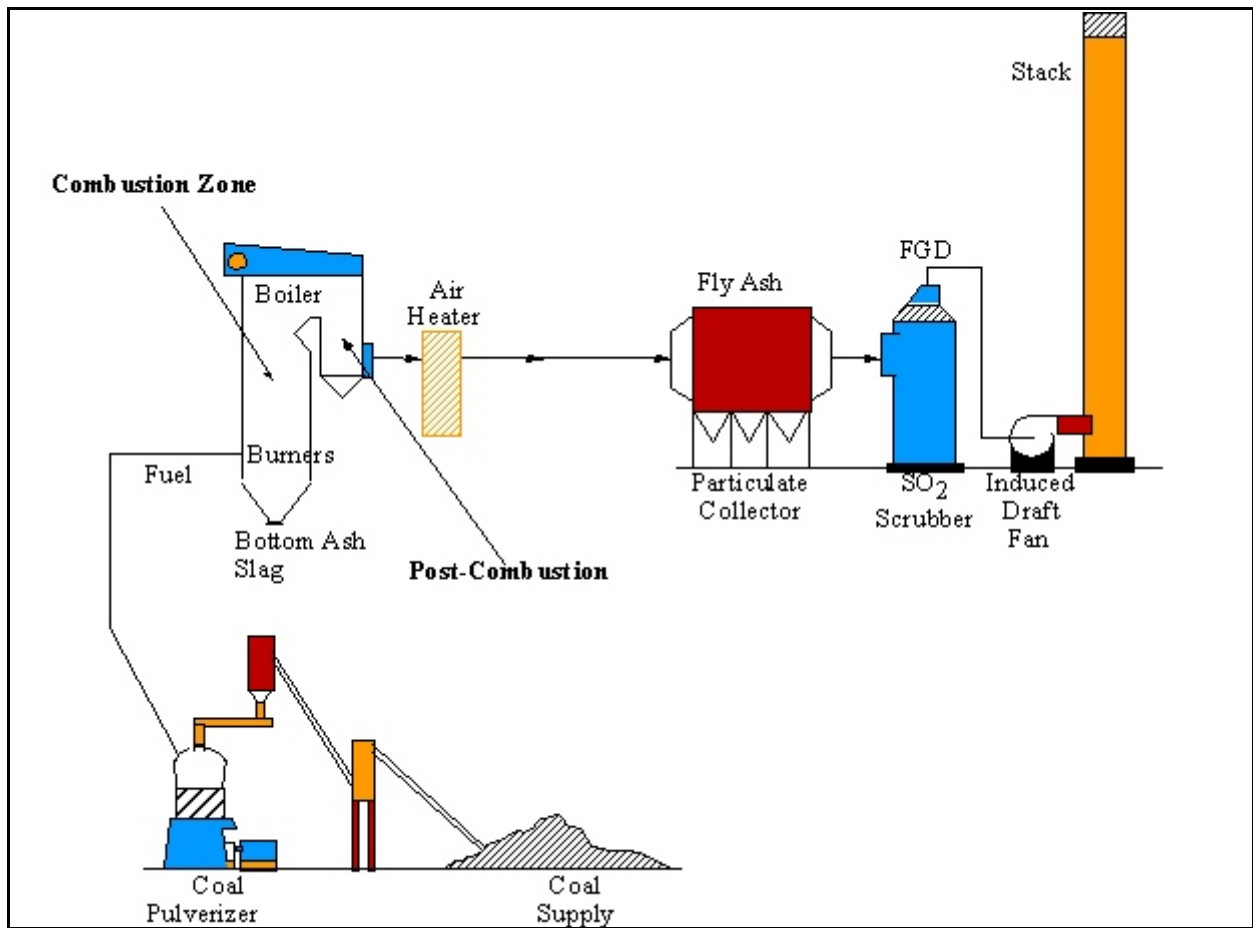 Stack
Combustion Zone
FGD
Boiler
Air
Heater
Fly Ash
Burners
Fuel
Particulate
Collector
SO2
Scrubber
Induced
Draft
Fan
Bottom Ash
Slag
Post-Combustion
Coal
Pulverizer
Coal
Supply